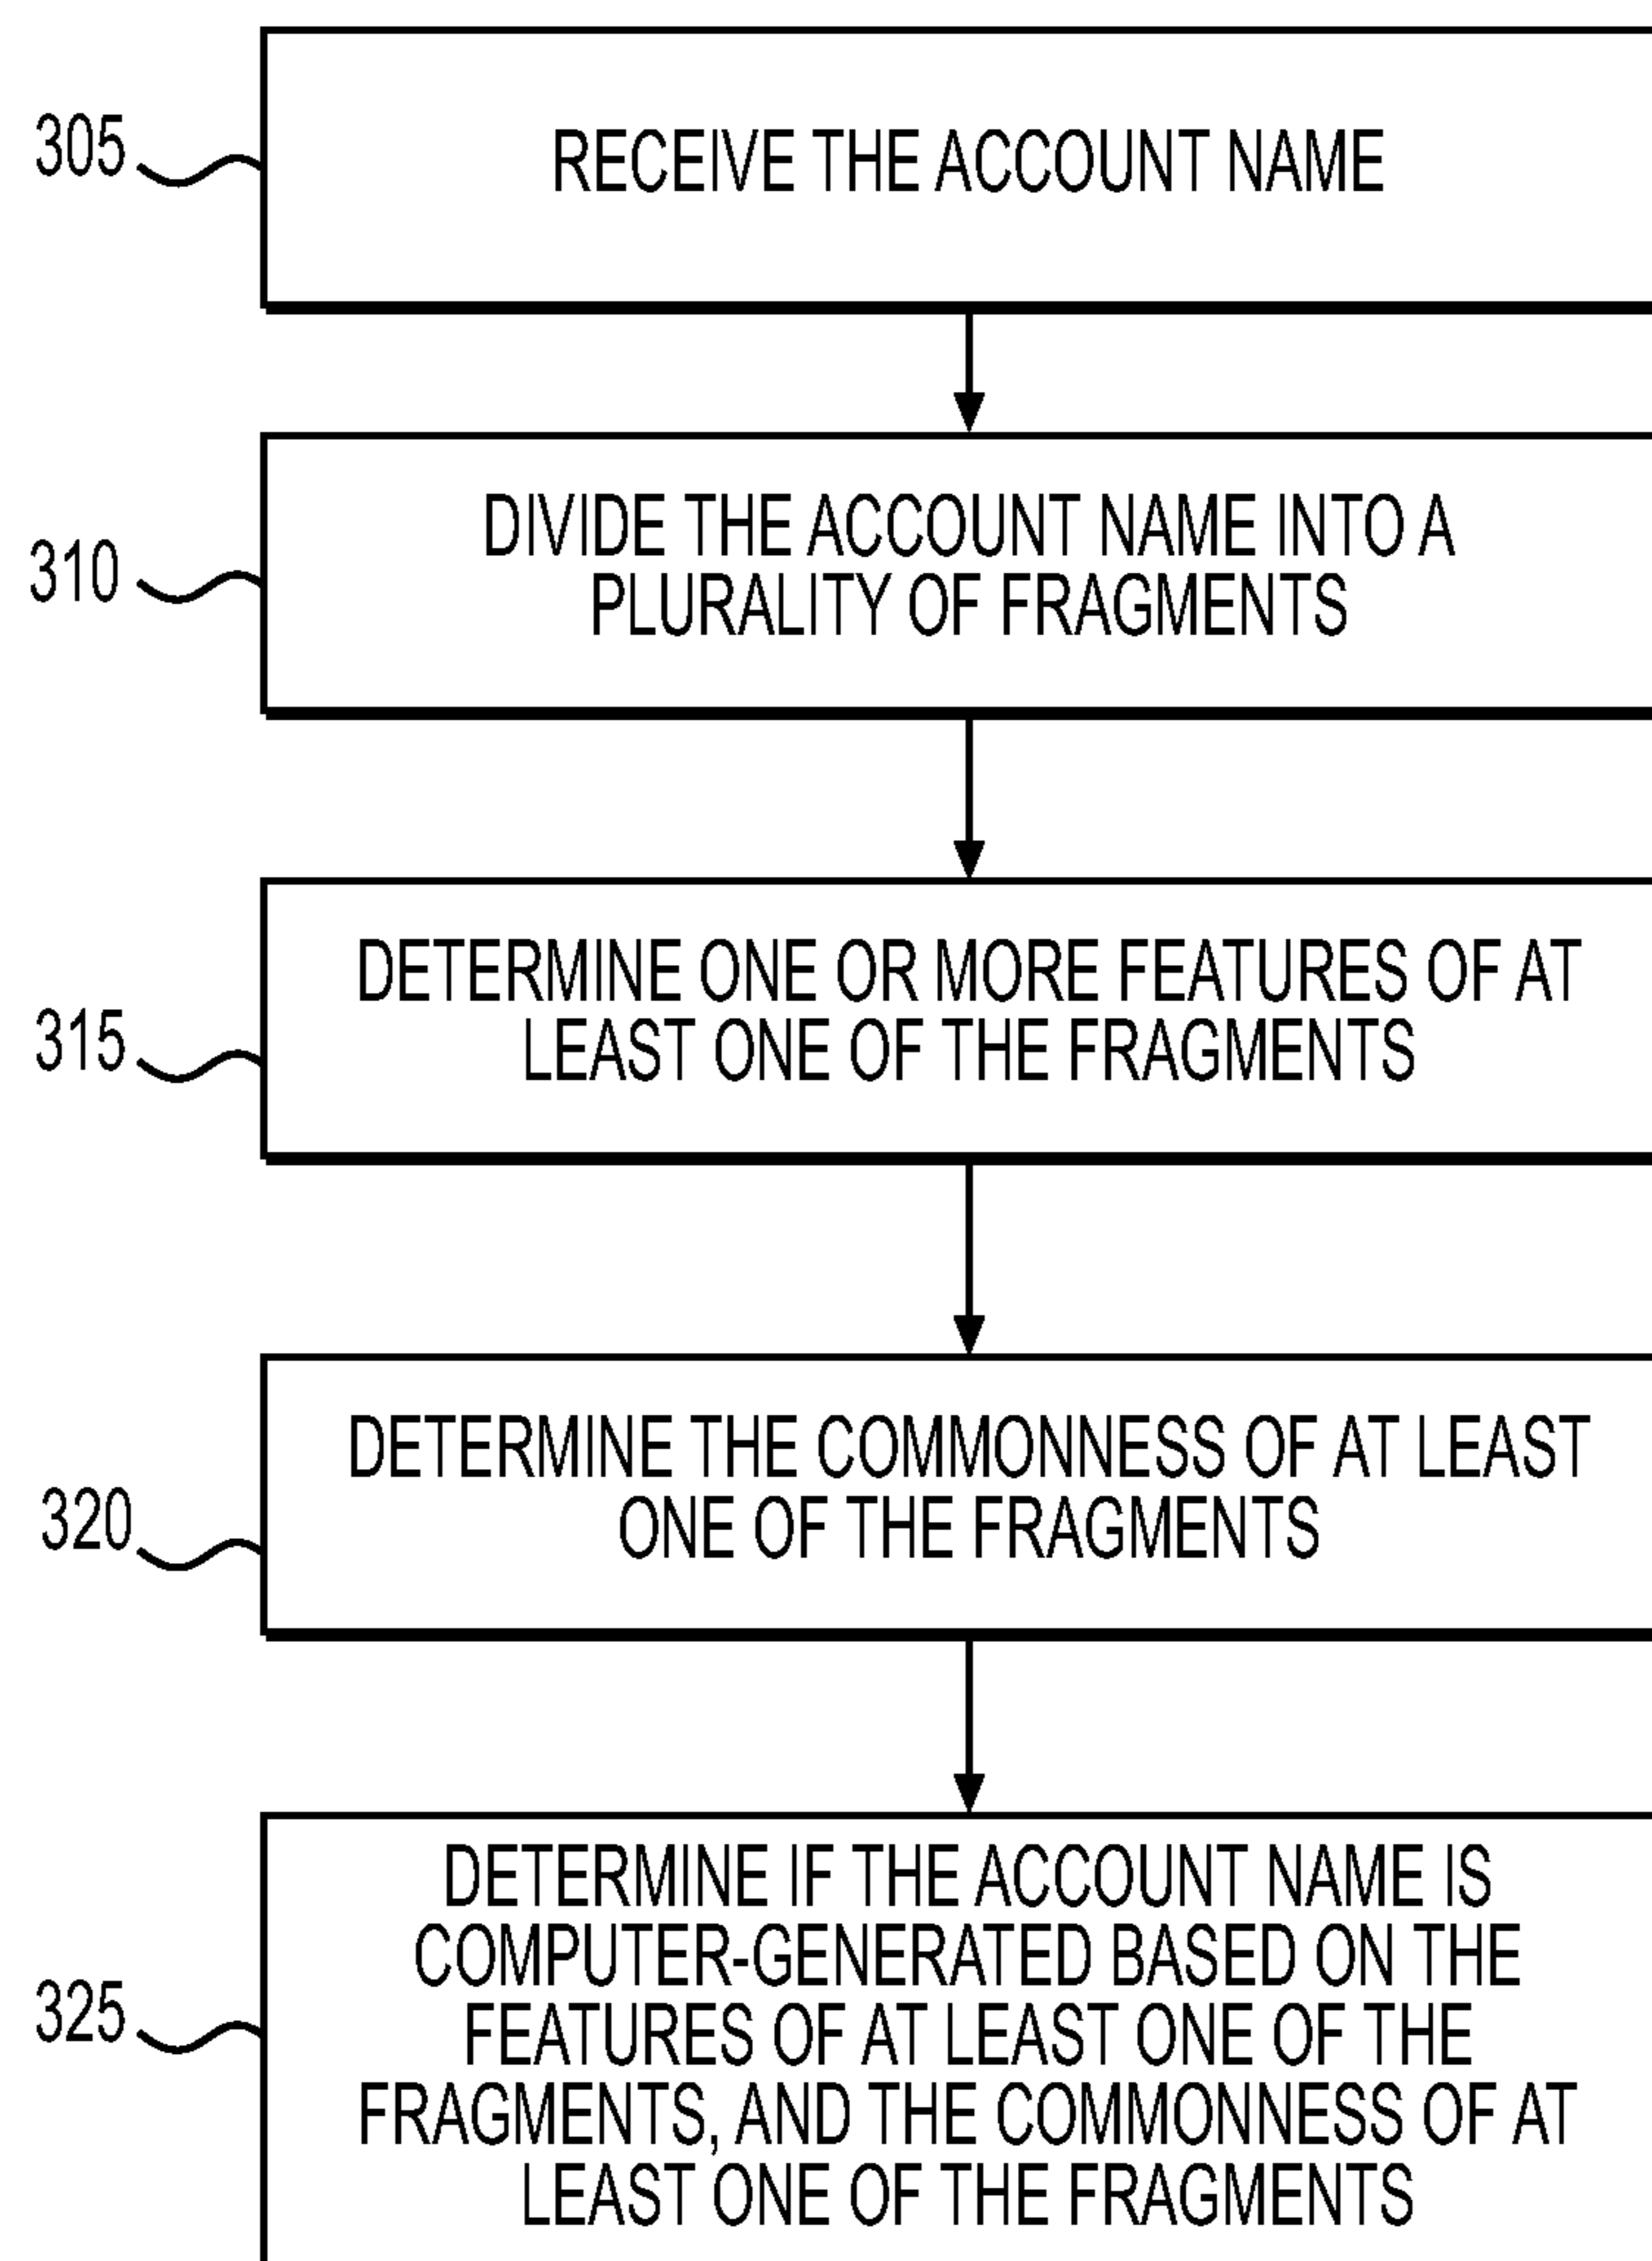 305
RECEIVE THE ACCOUNT NAME
310
DIVIDE THE ACCOUNT NAME INTO A
PLURALITY OF FRAGMENTS
315
DETERMINE ONE OR MORE FEATURES OF AT
LEAST ONE OF THE FRAGMENTS
320
DETERMINE THE COMMONNESS OF AT LEAST
ONE OF THE FRAGMENTS
325
DETERMINE IF THE ACCOUNT NAME IS
COMPUTER-GENERATED BASED ON THE
FEATURES OF AT LEAST ONE OF THE
FRAGMENTS, AND THE COMMONNESS OF AT
LEAST ONE OF THE FRAGMENTS